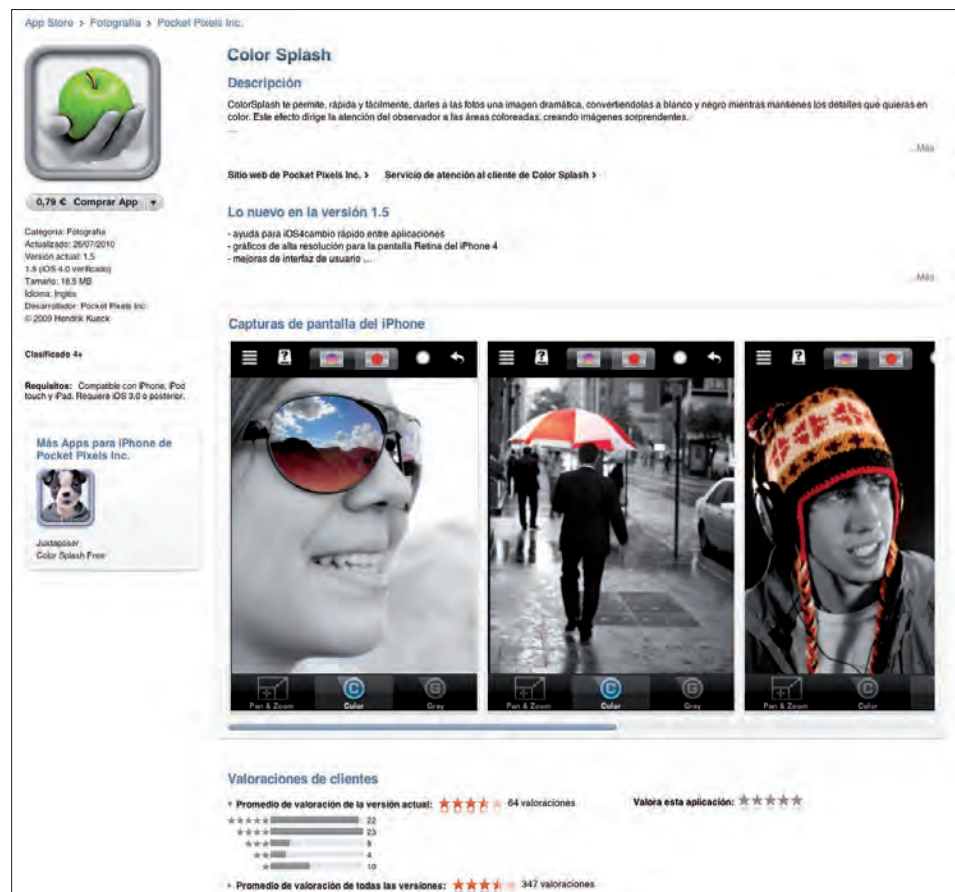 App Store > Fotografía > Pocket Pixels Inc.
Color Splash
Descripción
ColorSplash te permite, rápida y fácilmente, darles a las fotos una imagen dramática, convertiendolas a blanco y negro mientras mantienes los detalles que quieras en
color. Este efecto dirige la atención del observador a las áreas coloreadas, creando imágenes sorprendentes.
...
...Más
Sitio web de Pocket Pixels Inc. > Servicio de atención al cliente de Color Splash >
0,79 € Comprar App
Categoría: Fotografía
Actualizado: 26/07/2010
Versión actual: 1.5
1.5 (iOS 4.0 verificado)
Tamaño: 16.5 MB
Idioma: Inglés
Desarrollador: Pocket Pixels Inc.
© 2009 Hendrik Kueck
Clasificado 4+
Requisitos: Compatible con iPhone, iPod
touch y iPad. Requiere iOS 3.0 o posterior.
Más Apps para iPhone de
Pocket Pixels Inc.
Juxtaposer
Color Splash Free
Lo nuevo en la versión 1.5
- ayuda para iOS4cambio rápido entre aplicaciones
- gráficos de alta resolución para la pantalla Retina del iPhone 4
- mejoras de interfaz de usuario ...
...Más
Capturas de pantalla del iPhone
?
?
?
Pan & Zoom C Color G Gray
Pan & Zoom C Color G Gray
Pan & Zoom C Color
Valoraciones de clientes
Promedio de valoración de la versión actual: 64 valoraciones Valora esta aplicación:
22
23
5
4
10
Promedio de valoración de todas las versiones: 347 valoraciones